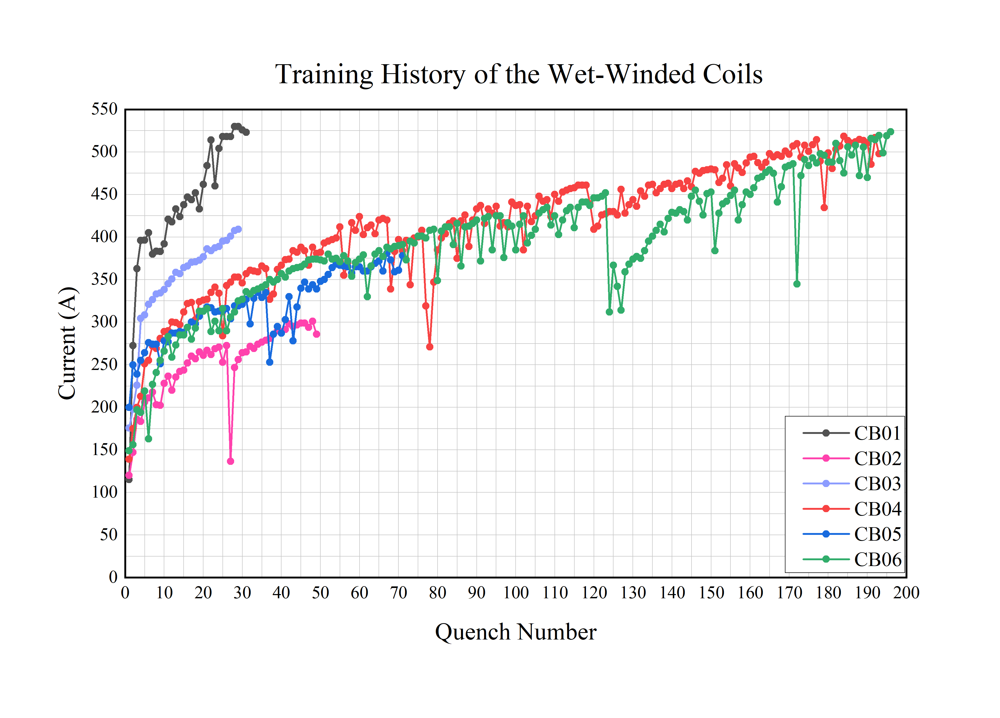 Training History of the Wet-Winded Coils
550
500
450
400
350
300
250
200
150
100
50
0
Current (A)
CB01
CB02
CB03
CB04
CB05
CB06
0 10 20 30 40 50 60 70 80 90 100 110 120 130 140 150 160 170 180 190 200
Quench Number